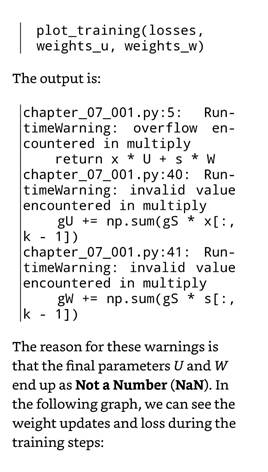 plot_training(losses,
weights_u, weights_w)
The output is:
chapter_07_001.py:5: Run-
timeWarning: overflow en-
countered in multiply
return x * U + s * W
chapter_07_001.py:40: Run-
timeWarning: invalid value
encountered in multiply
gU += np.sum(gS * x[:,
k - 1])
chapter_07_001.py:41: Run-
timeWarning: invalid value
encountered in multiply
gW += np.sum(gS * s[:,
k - 1])
The reason for these warnings is
that the final parameters U and W
end up as Not a Number (NaN). In
the following graph, we can see the
weight updates and loss during the
training steps: